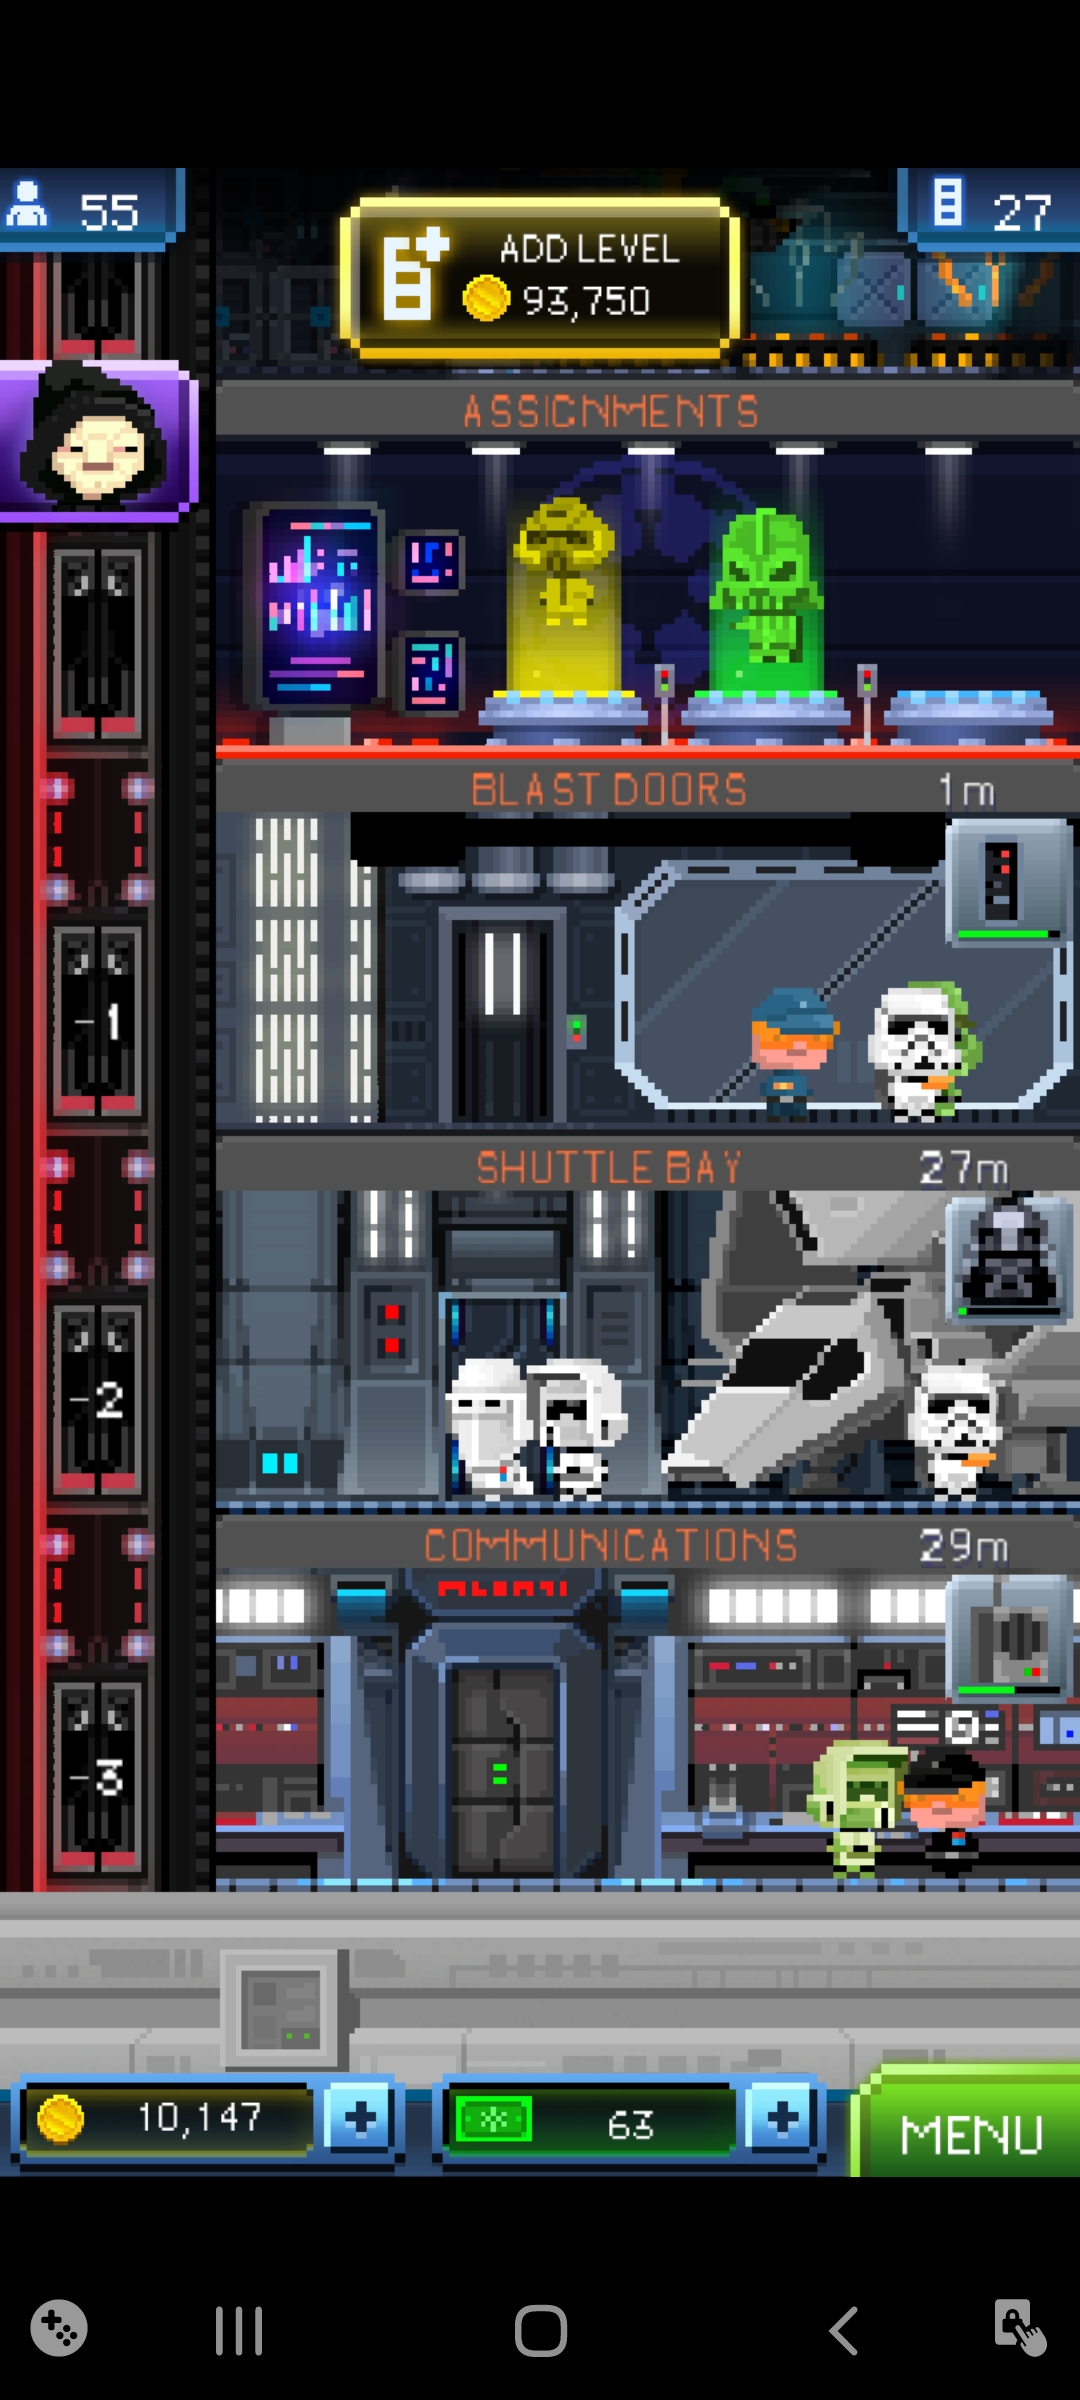 55
27
ADD LEVEL
93,750
ASSIGNMENTS
BLAST DOORS 1m
-1
SHUTTLE BAY 27m
-2
COMMUNICATIONS 29m
-3
10,147
63
MENU